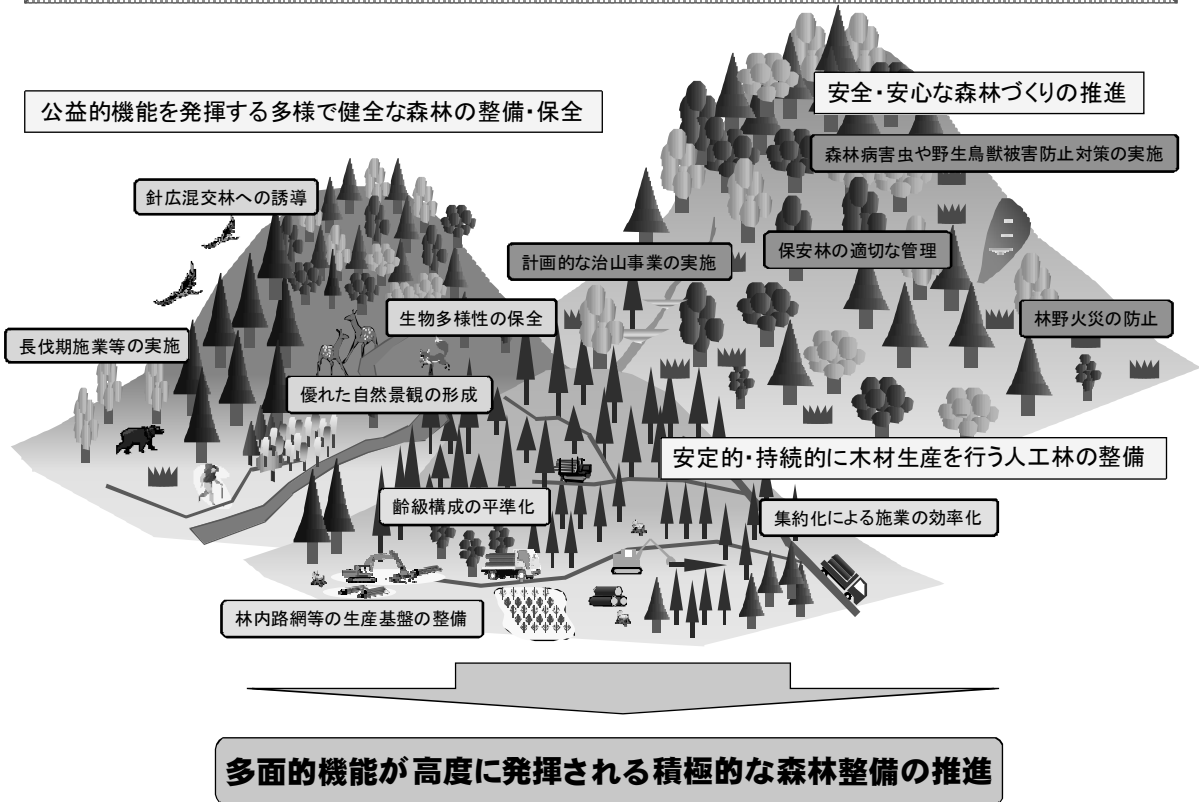 公益的機能を発揮する多様で健全な森林の整備・保全
安全・安心な森林づくりの推進
森林病害虫や野生鳥獣被害防止対策の実施
針広混交林への誘導
計画的な治山事業の実施
保安林の適切な管理
生物多様性の保全
林野火災の防止
長伐期施業等の実施
優れた自然景観の形成
安定的・持続的に木材生産を行う人工林の整備
齢級構成の平準化
集約化による施業の効率化
林内路網等の生産基盤の整備
多面的機能が高度に発揮される積極的な森林整備の推進